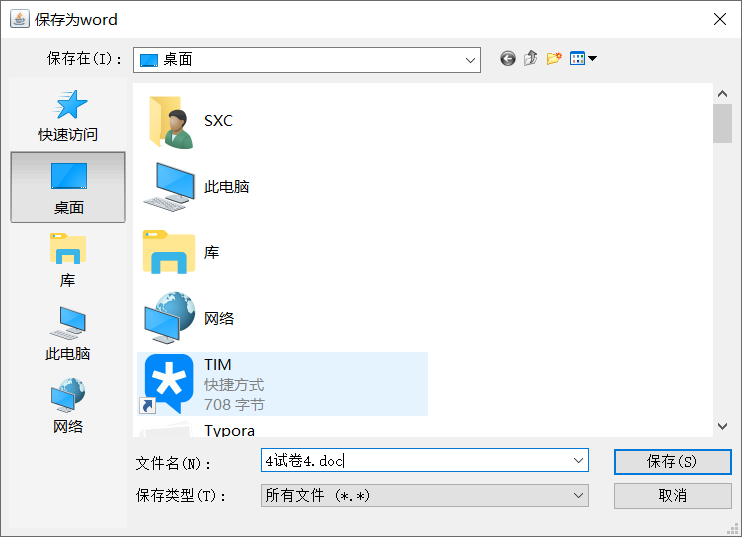 保存为word
保存在(I):
桌面
快速访问
桌面
库
此电脑
网络
SXC
此电脑
库
网络
TIM
快捷方式
708 字节
Typora
文件名(N):
4试卷4.doc
保存(S)
保存类型(T):
所有文件 (*.*)
取消